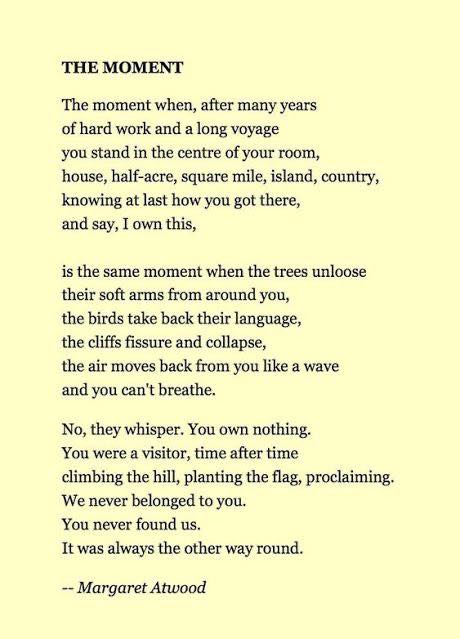 THE MOMENT
The moment when, after many years
of hard work and a long voyage
you stand in the centre of your room,
house, half-acre, square mile, island, country,
knowing at last how you got there,
and say, I own this,
is the same moment when the trees unloose
their soft arms from around you,
the birds take back their language,
the cliffs fissure and collapse,
the air moves back from you like a wave
and you can't breathe.
No, they whisper. You own nothing.
You were a visitor, time after time
climbing the hill, planting the flag, proclaiming.
We never belonged to you.
You never found us.
It was always the other way round.
-- Margaret Atwood